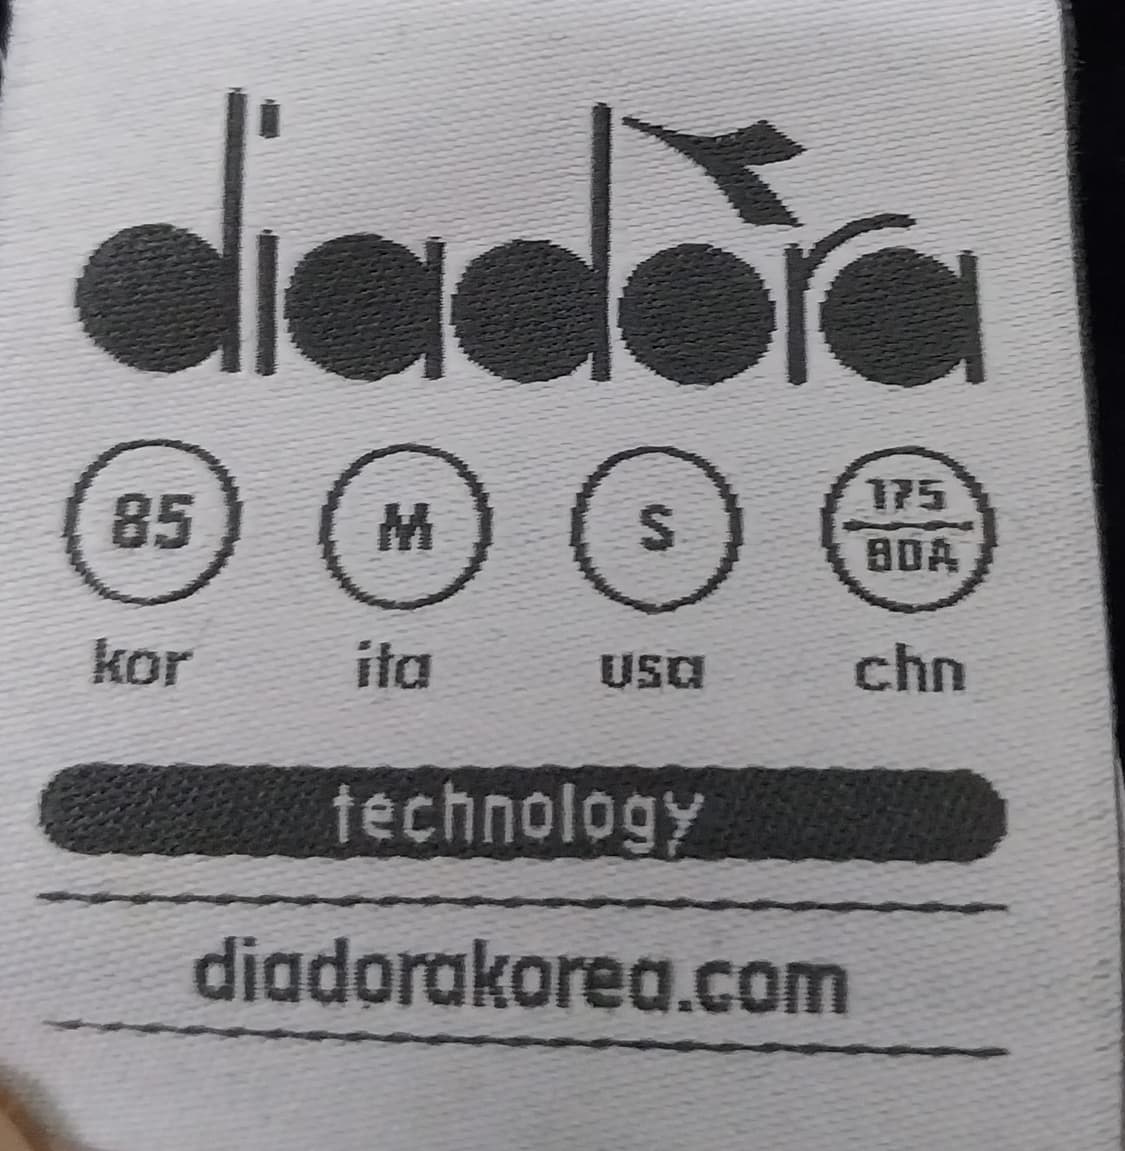 diadora
85 M S 175
80A
kor ita usa chn
technology
diadorakorea.com